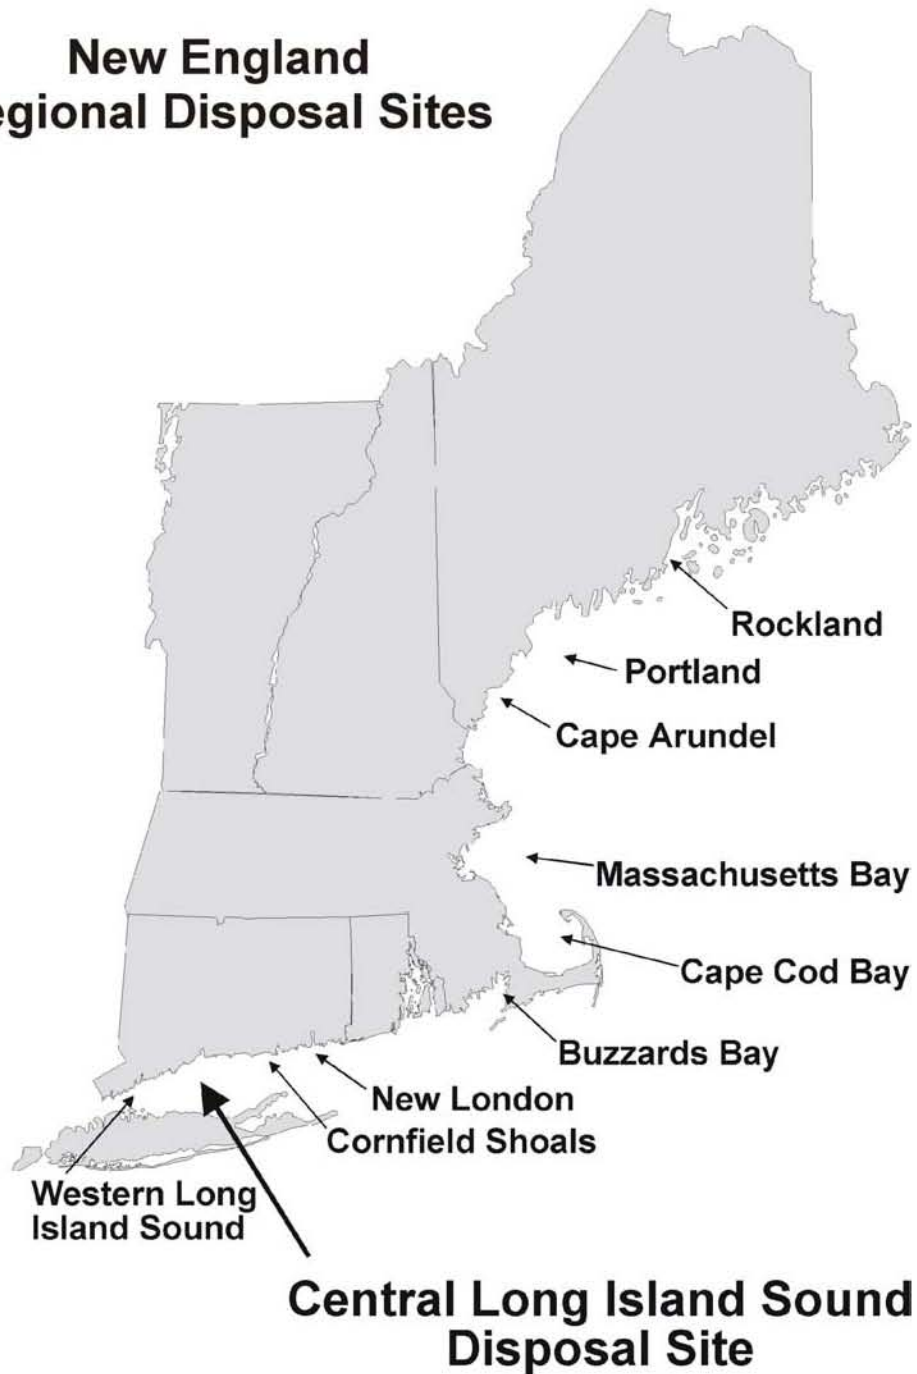 New England
egional Disposal Sites
Rockland
Portland
Cape Arundel
Massachusetts Bay
Cape Cod Bay
Buzzards Bay
New London
Cornfield Shoals
Western Long
Island Sound
Central Long Island Sound
Disposal Site